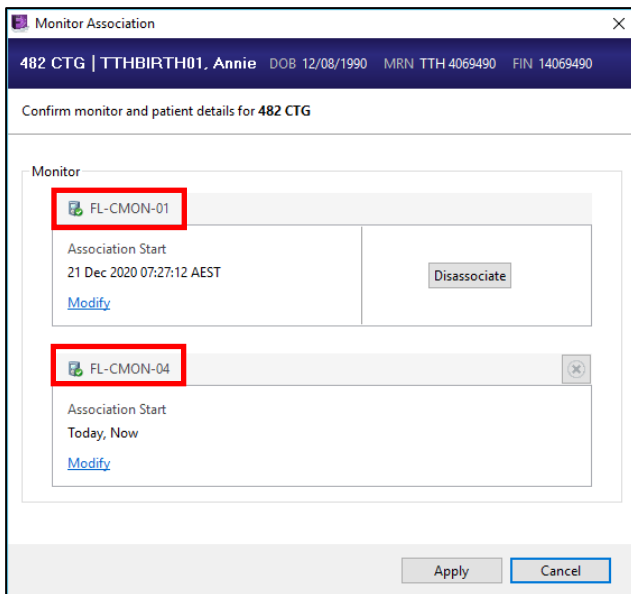 Monitor Association
482 CTG | TTHBIRTH01, Annie DOB 12/08/1990 MRN TTH 4069490 FIN 14069490
Confirm monitor and patient details for 482 CTG
Monitor
FL-CMON-01
Association Start
21 Dec 2020 07:27:12 AEST
Disassociate
Modify
FL-CMON-04
Association Start
Today, Now
Modify
Apply Cancel